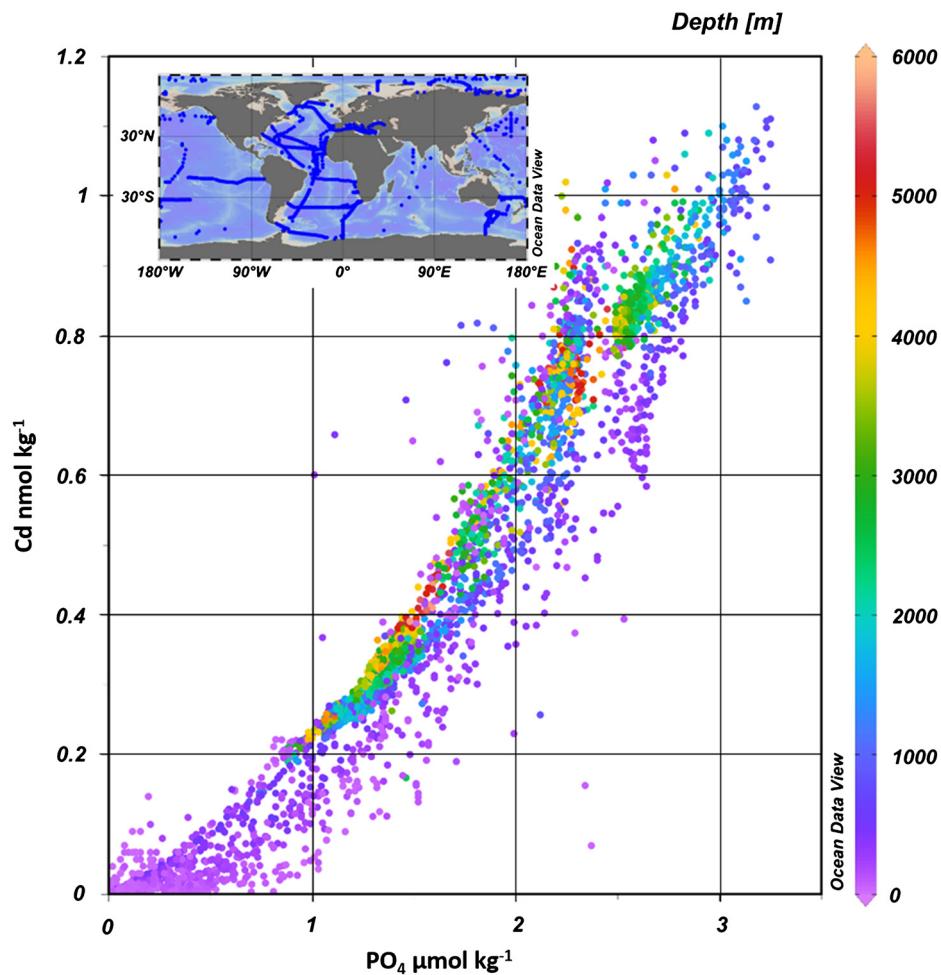 Depth [m]
1.2
1
0.8
0.6
0.4
0.2
0
Cd nmol kg⁻¹
30°N
30°S
180°W 90°W 0° 90°E 180°E
Ocean Data View
6000
5000
4000
3000
2000
1000
0
Ocean Data View
0 1 2 3
PO₄ μmol kg⁻¹